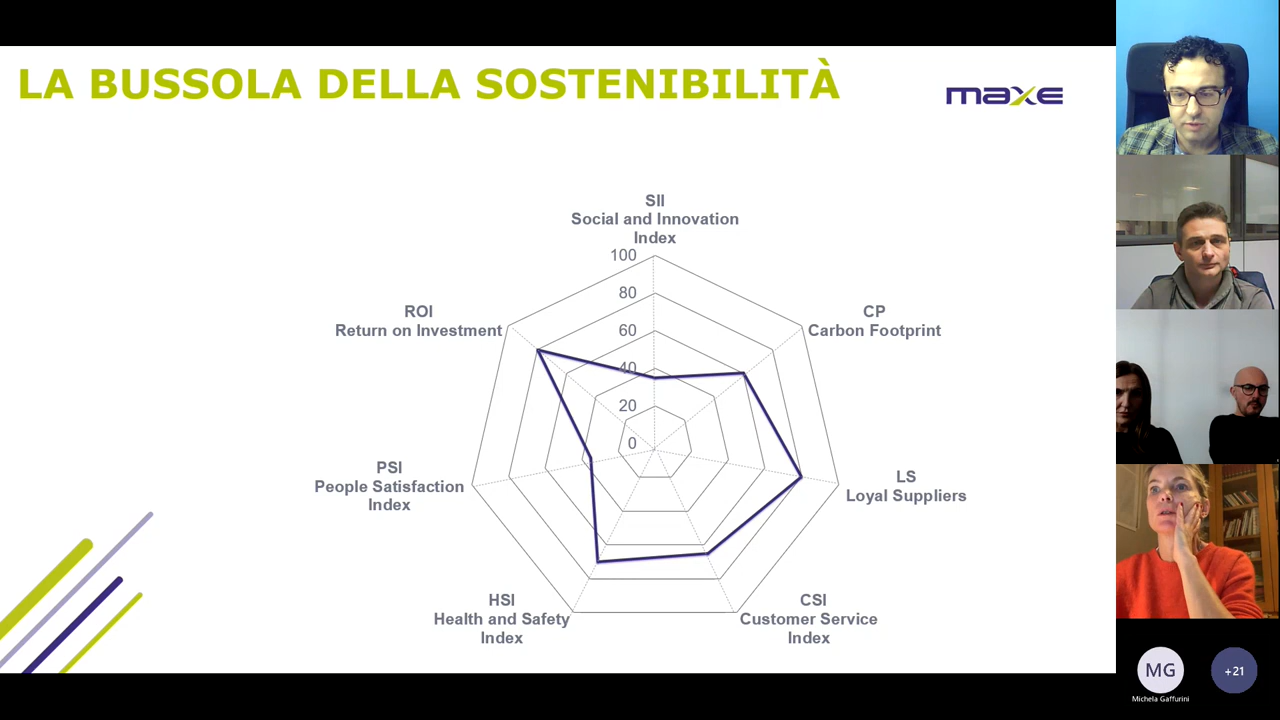 LA BUSSOLA DELLA SOSTENIBILITÀ
maxe
SII
Social and Innovation
Index
100
80
60
40
20
0
ROI
Return on Investment
CP
Carbon Footprint
PSI
People Satisfaction
Index
LS
Loyal Suppliers
HSI
Health and Safety
Index
CSI
Customer Service
Index
MG
Michela Gaffurini
+21